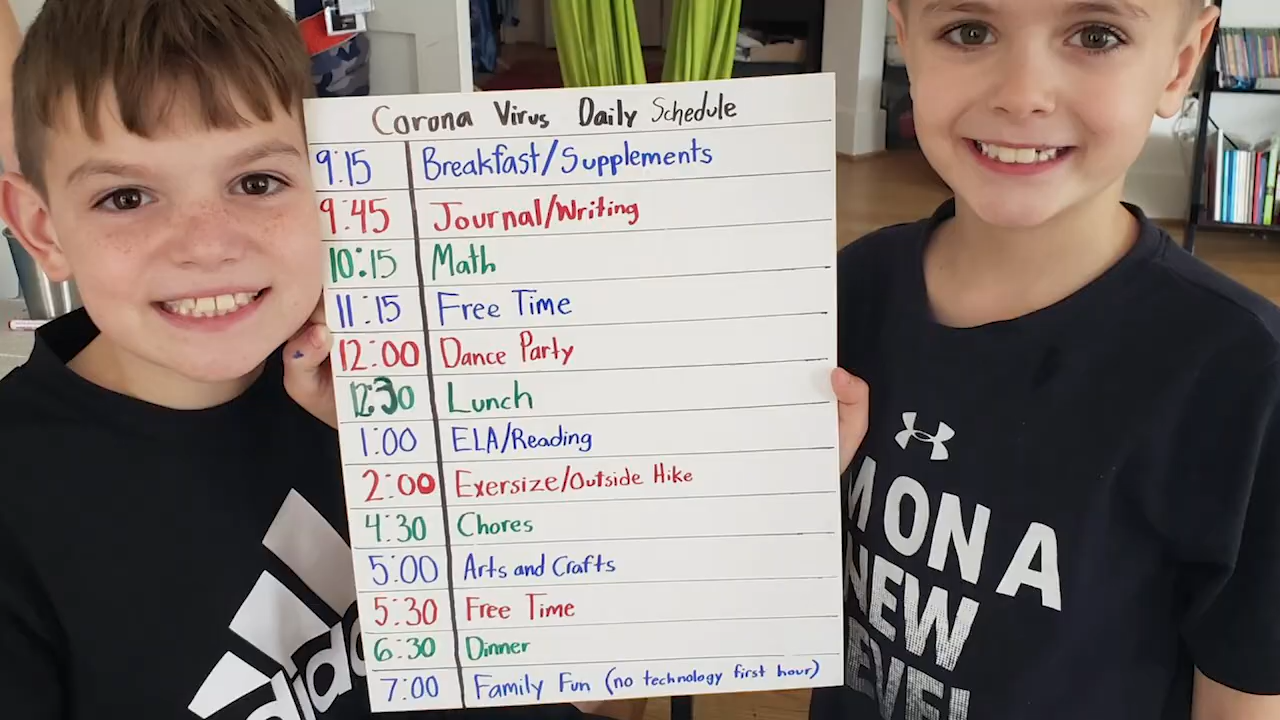 Corona Virus Daily Schedule
9:15 Breakfast/Supplements
9:45 Journal/Writing
10:15 Math
11:15 Free Time
12:00 Dance Party
12:30 Lunch
1:00 ELA/Reading
2:00 Exersize/Outside Hike
4:30 Chores
5:00 Arts and Crafts
5:30 Free Time
6:30 Dinner
7:00 Family Fun (no technology first hour)
adidas
M ON A
NEW
EVEL